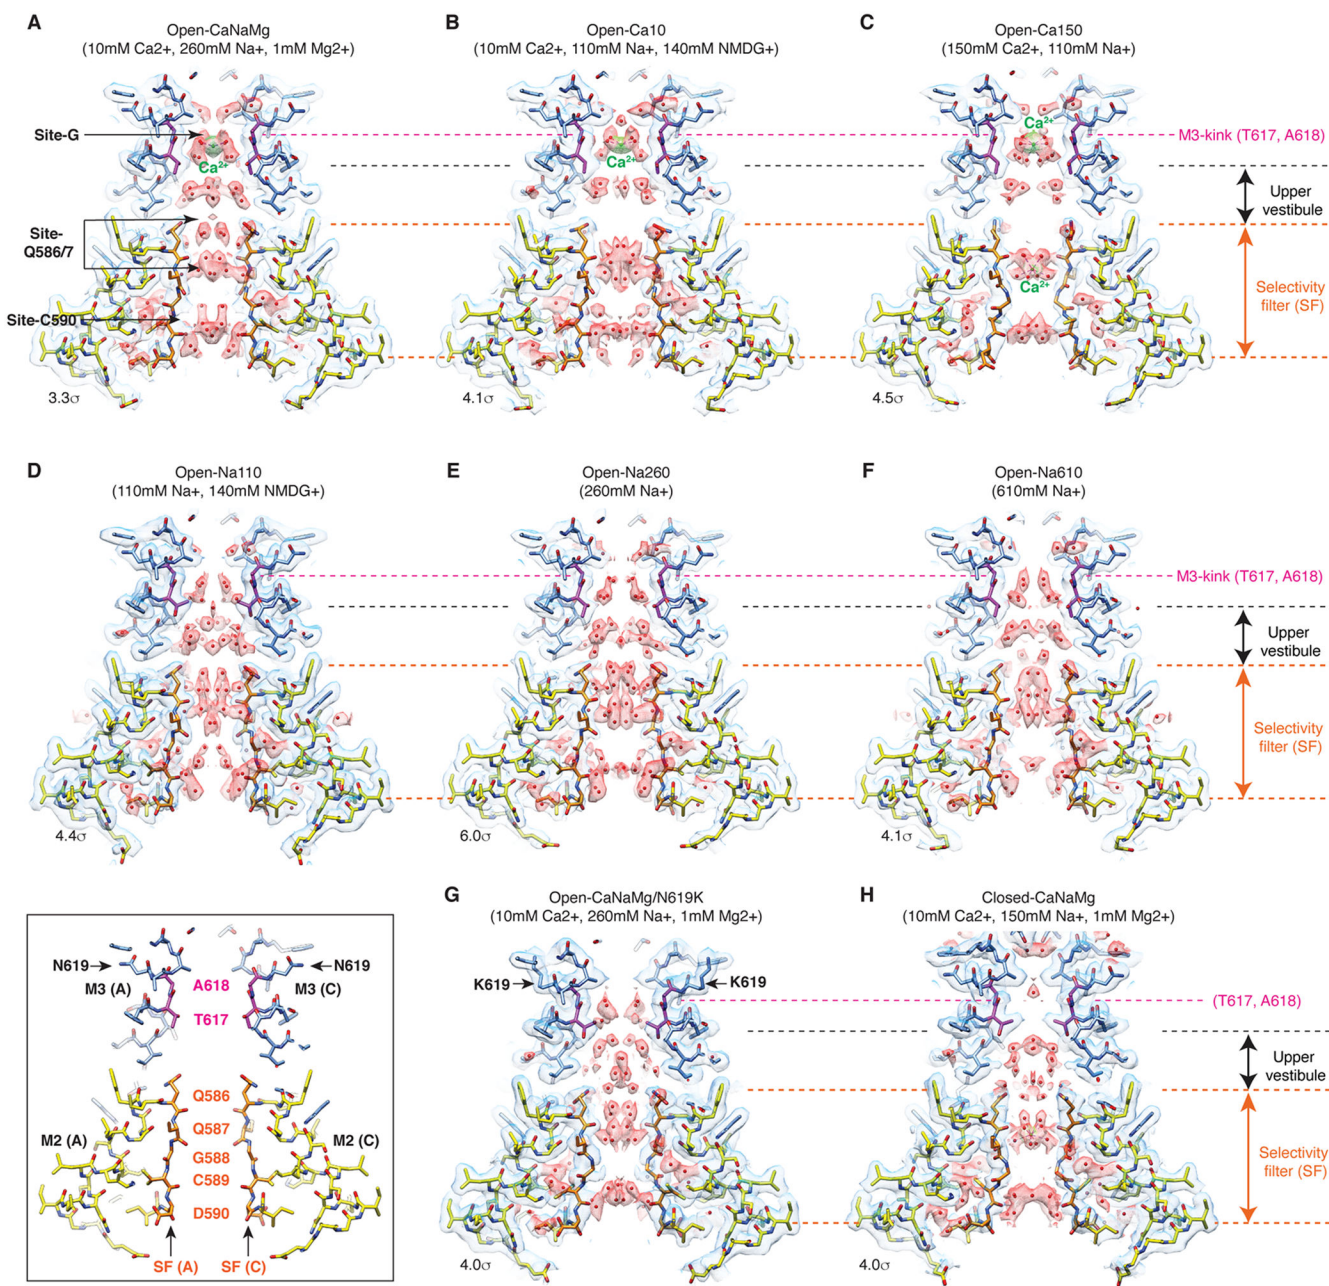 A
Open-CaNaMg
(10mM Ca2+, 260mM Na+, 1mM Mg2+)
B
Open-Ca10
(10mM Ca2+, 110mM Na+, 140mM NMDG+)
C
Open-Ca150
(150mM Ca2+, 110mM Na+)
Site-G
Ca2+
Ca2+
Ca2+
M3-kink (T617, A618)
Upper
vestibule
Site-
Q586/7
Ca2+
Selectivity
filter (SF)
Site-C590
3.3σ
4.1σ
4.5σ
D
Open-Na110
(110mM Na+, 140mM NMDG+)
E
Open-Na260
(260mM Na+)
F
Open-Na610
(610mM Na+)
M3-kink (T617, A618)
Upper
vestibule
Selectivity
filter (SF)
4.4σ
6.0σ
4.1σ
N619
N619
M3 (A)
A618
M3 (C)
T617
Q586
Q587
M2 (A)
M2 (C)
G588
C589
D590
SF (A)
SF (C)
G
Open-CaNaMg/N619K
(10mM Ca2+, 260mM Na+, 1mM Mg2+)
H
Closed-CaNaMg
(10mM Ca2+, 150mM Na+, 1mM Mg2+)
K619
K619
(T617, A618)
Upper
vestibule
Selectivity
filter (SF)
4.0σ
4.0σ